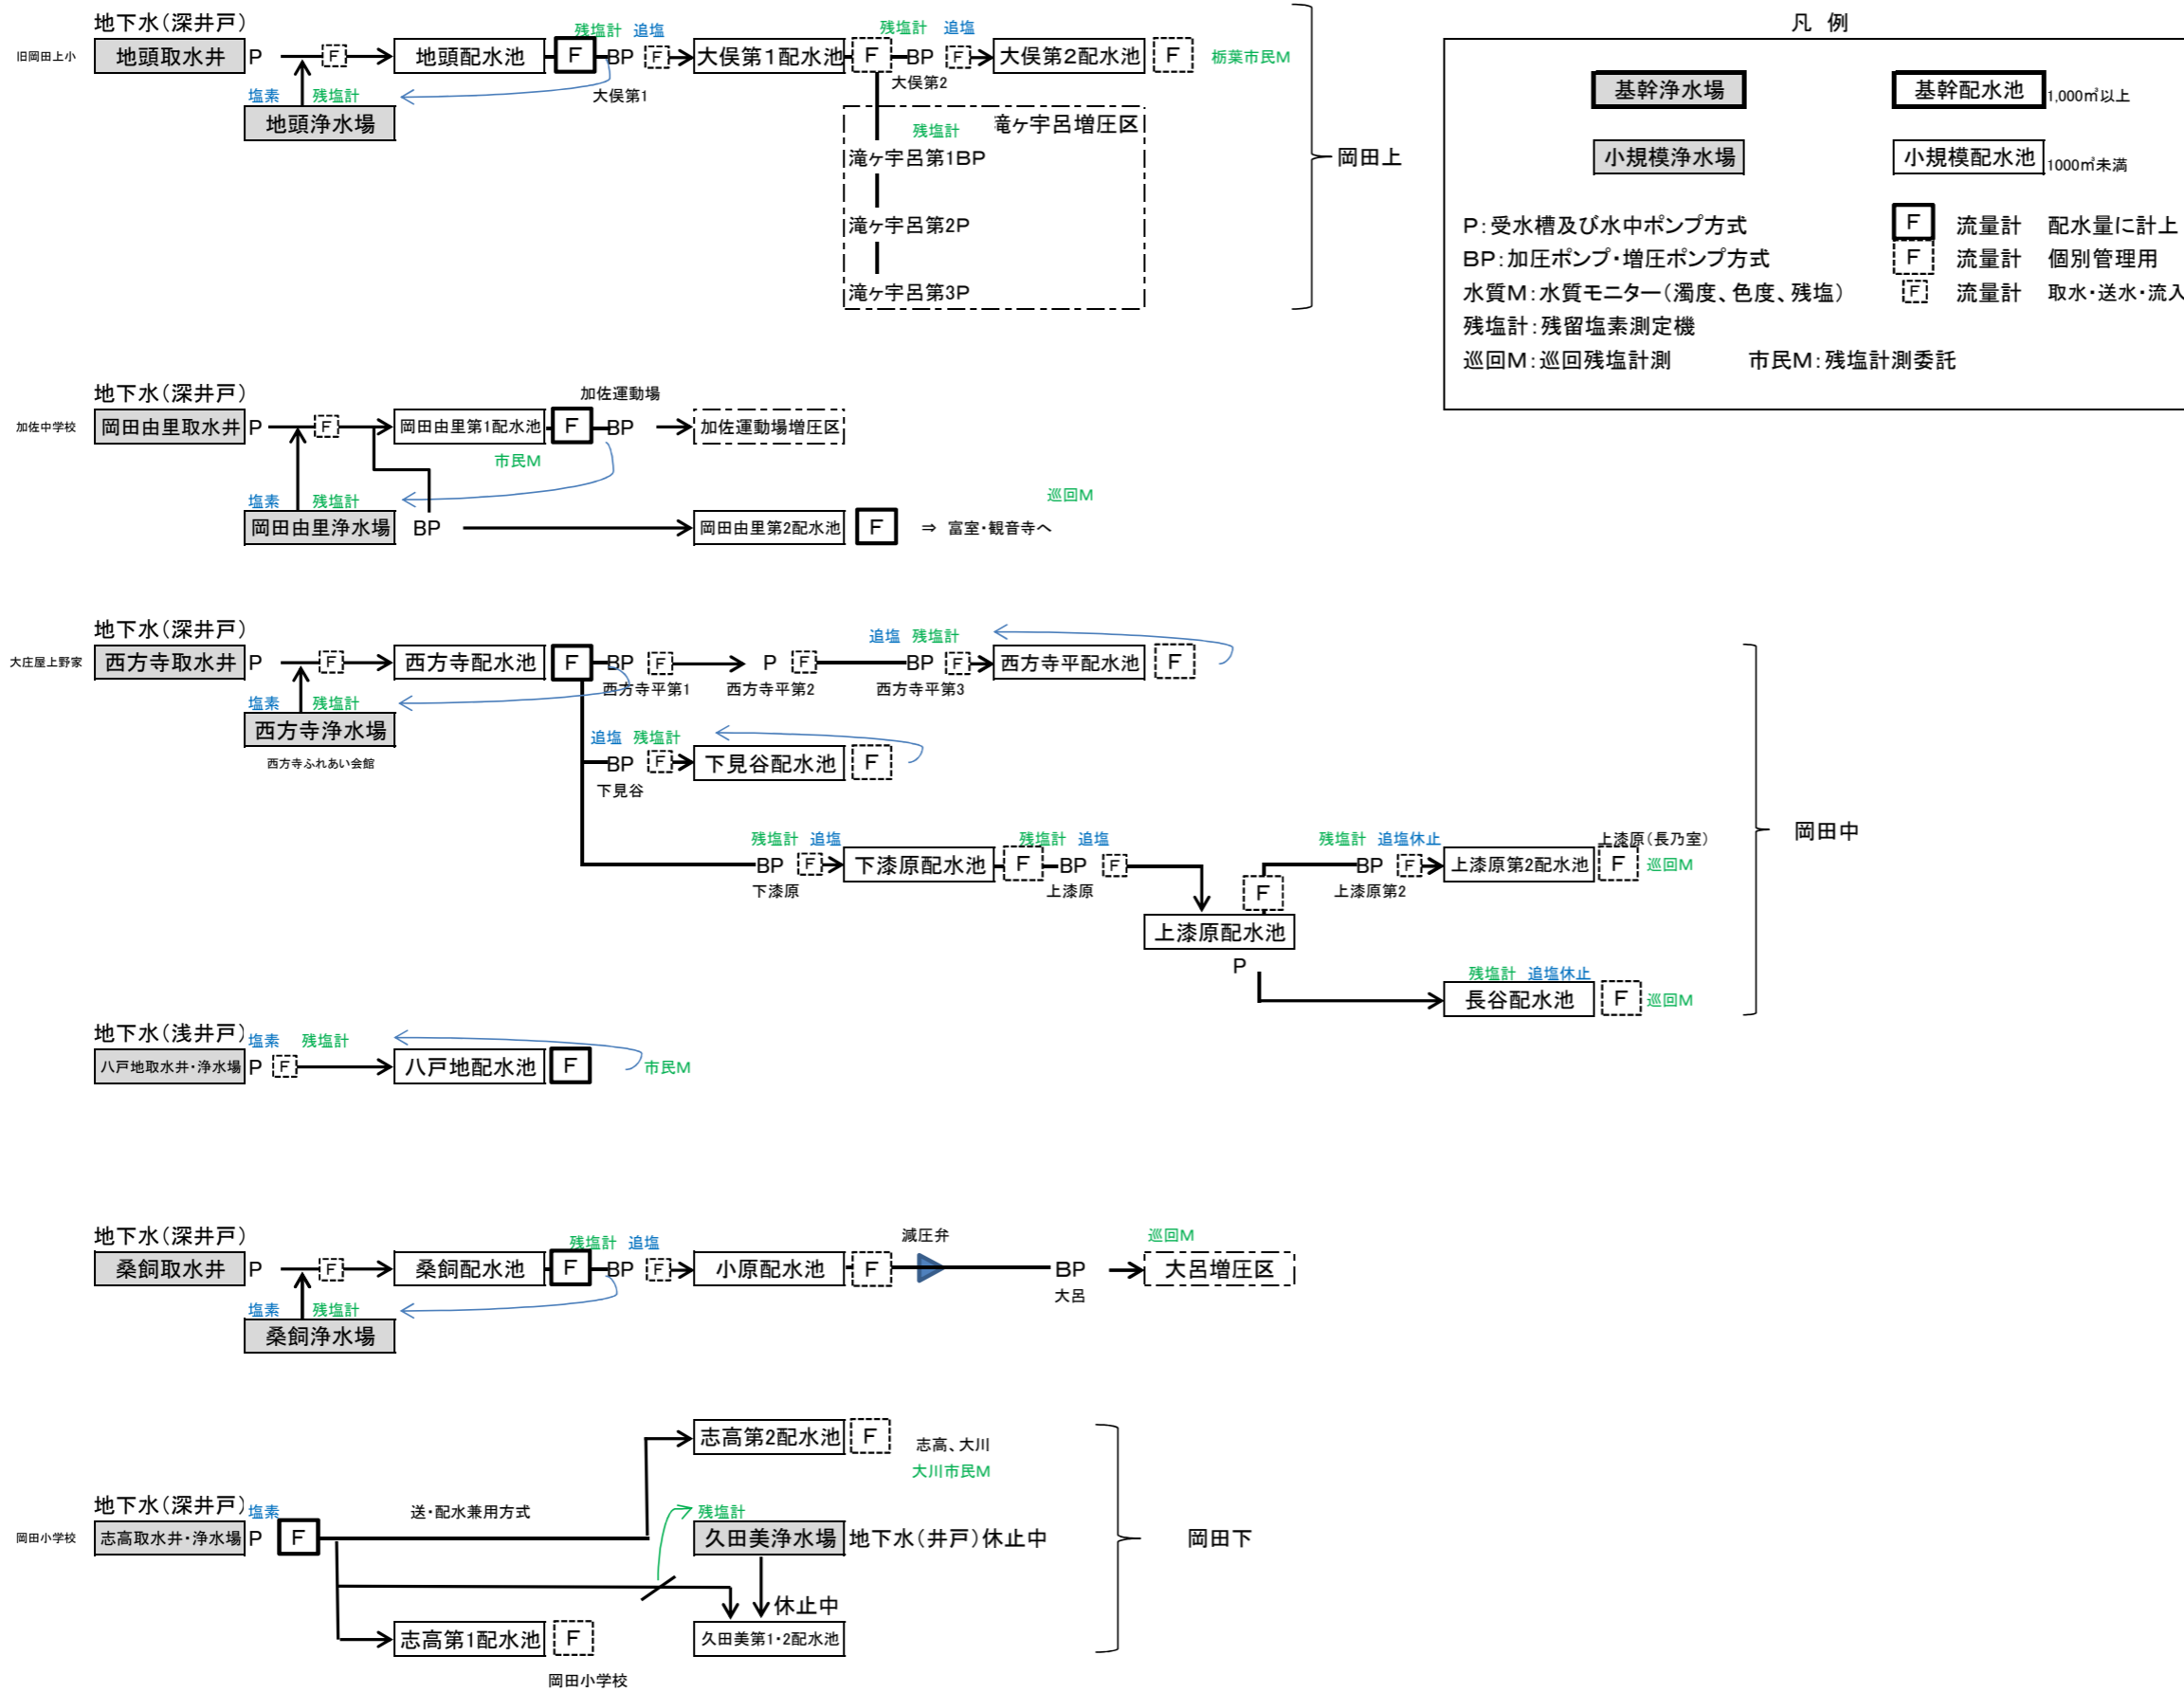 地下水(深井戸)
残塩計 追塩
残塩計 追塩
旧岡田上小
地頭取水井 P
F
地頭配水池
F
BP
F
大俣第1配水池
F
BP
F
大俣第2配水池
F
栃葉市民M
大俣第1
大俣第2
塩素 残塩計
地頭浄水場
残塩計
滝ヶ宇呂増圧区
滝ヶ宇呂第1BP
滝ヶ宇呂第2P
滝ヶ宇呂第3P
岡田上
凡 例
基幹浄水場
基幹配水池 1,000㎥以上
小規模浄水場
小規模配水池 1000㎥未満
P:受水槽及び水中ポンプ方式
F 流量計 配水量に計上
BP:加圧ポンプ・増圧ポンプ方式
F 流量計 個別管理用
水質M:水質モニター(濁度、色度、残塩)
F 流量計 取水・送水・流入
残塩計:残留塩素測定機
巡回M:巡回残塩計測 市民M:残塩計測委託
地下水(深井戸)
加佐運動場
加佐中学校
岡田由里取水井 P
F
岡田由里第1配水池
F
BP
加佐運動場増圧区
市民M
塩素 残塩計
巡回M
岡田由里浄水場 BP
岡田由里第2配水池
F
⇒ 富室・観音寺へ
地下水(深井戸)
追塩 残塩計
大庄屋上野家
西方寺取水井 P
F
西方寺配水池
F
BP
F
P
F
BP
F
西方寺平配水池
F
西方寺平第1
西方寺平第2
西方寺平第3
塩素 残塩計
西方寺浄水場
西方寺ふれあい会館
追塩 残塩計
BP
F
下見谷配水池
F
下見谷
残塩計 追塩
残塩計 追塩
残塩計 追塩休止
上漆原(長乃室)
BP
F
下漆原配水池
F
BP
F
BP
F
上漆原第2配水池
F
巡回M
下漆原
上漆原
F
上漆原第2
上漆原配水池
P
残塩計 追塩休止
長谷配水池
F
巡回M
岡田中
地下水(浅井戸)
塩素 残塩計
八戸地取水井・浄水場 P
F
八戸地配水池
F
市民M
地下水(深井戸)
残塩計 追塩
減圧弁
巡回M
桑飼取水井 P
F
桑飼配水池
F
BP
F
小原配水池
F
BP
大呂増圧区
大呂
塩素 残塩計
桑飼浄水場
志高第2配水池
F
志高、大川
大川市民M
地下水(深井戸)
塩素
送・配水兼用方式
残塩計
岡田小学校
志高取水井・浄水場 P
F
久田美浄水場 地下水(井戸)休止中
岡田下
休止中
志高第1配水池
F
久田美第1・2配水池
岡田小学校